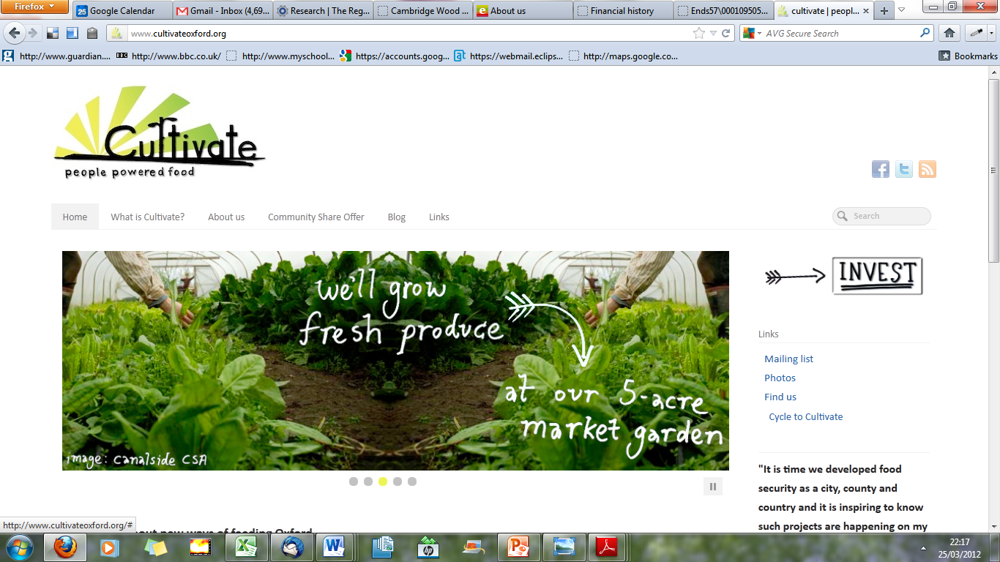 Firefox
Google Calendar
Gmail - Inbox (4,69...
Research | The Reg...
Cambridge Wood ...
About us
Financial history
Ends57\000109505...
cultivate | peopl...
www.cultivateoxford.org
AVG Secure Search
http://www.guardian....
BBC http://www.bbc.co.uk/
http://www.myschool...
https://accounts.goog...
https://webmail.eclips...
http://maps.google.co...
Bookmarks
Cultivate
people powered food
Home
What is Cultivate?
About us
Community Share Offer
Blog
Links
Search
we'll grow
fresh produce
at our 5-acre
market garden
image: canalside CSA
INVEST
Links
Mailing list
Photos
Find us
Cycle to Cultivate
"It is time we developed food
security as a city, county and
country and it is inspiring to know
such projects are happening on my
http://www.cultivateoxford.org/#
new ways of feeding Oxford
22:17
25/03/2012